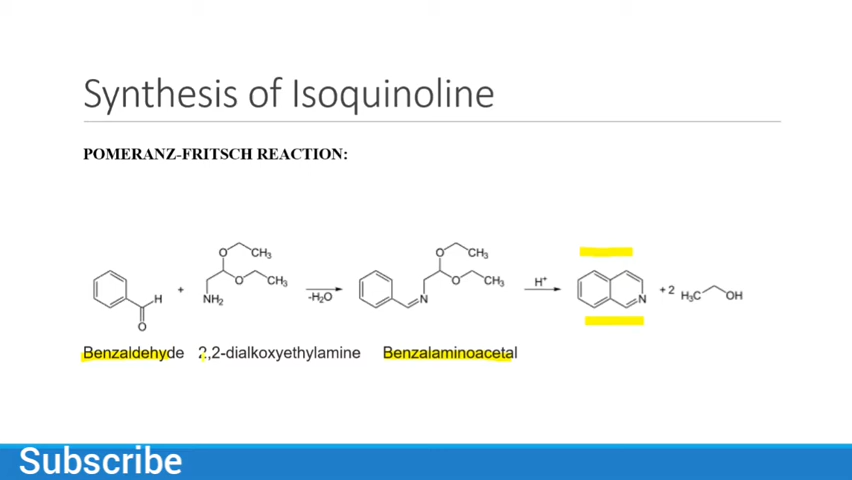 Synthesis of Isoquinoline
POMERANZ-FRITSCH REACTION:
O CH₃ O CH₃
O CH₃ O CH₃
H + NH₂ -H₂O N H⁺ N + 2 H₃C OH
O
Benzaldehyde 2,2-dialkoxyethylamine Benzalaminoacetal
Subscribe